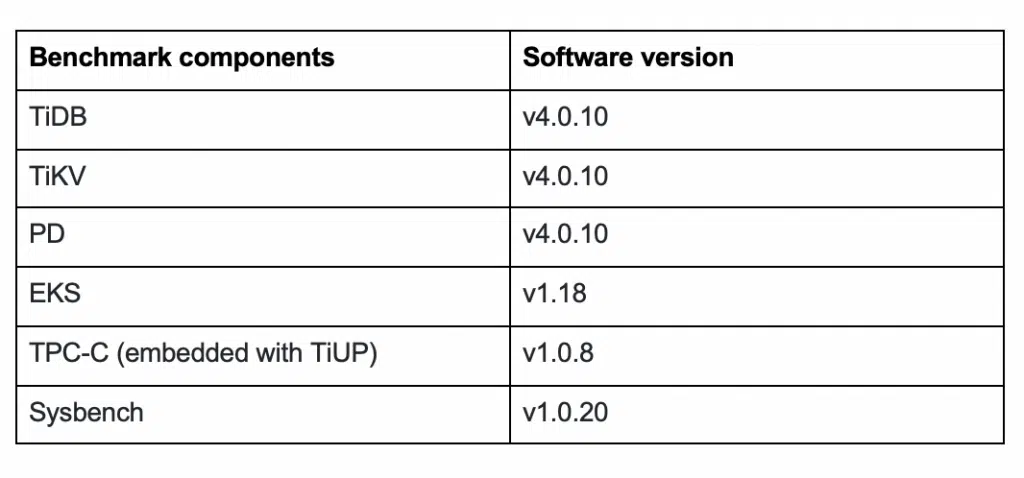 Benchmark components Software version
TiDB v4.0.10
TiKV v4.0.10
PD v4.0.10
EKS v1.18
TPC-C (embedded with TiUP) v1.0.8
Sysbench v1.0.20